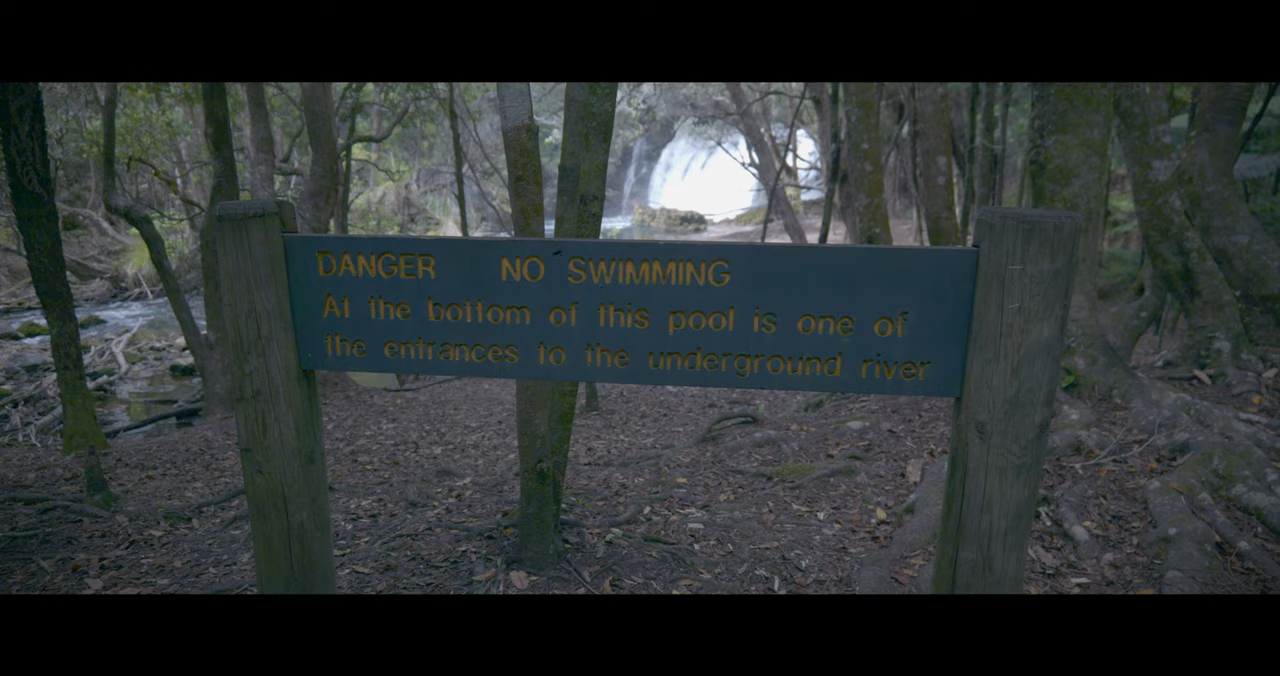 DANGER NO SWIMMING
At the bottom of this pool is one of
the entrances to the underground river